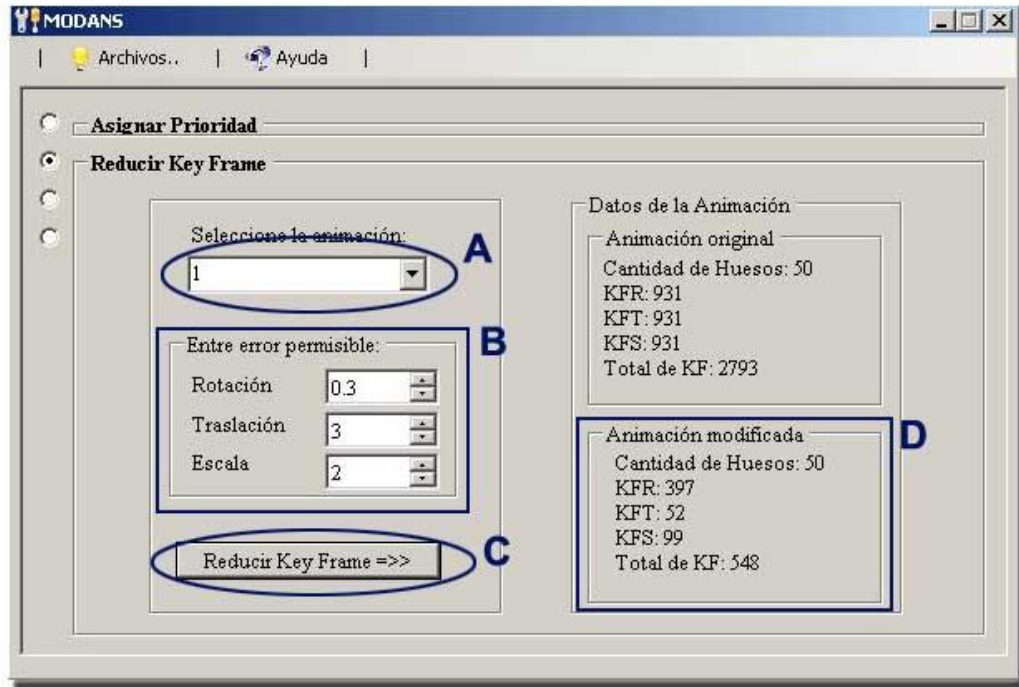 MODANS
| Archivos.. | Ayuda |
Asignar Prioridad
Reducir Key Frame
Seleccione la animación:
A
1
B
Entre error permisible:
Rotación 0.3
Traslación 3
Escala 2
Reducir Key Frame =>>
C
Datos de la Animación
Animación original
Cantidad de Huesos: 50
KFR: 931
KFT: 931
KFS: 931
Total de KF: 2793
D
Animación modificada
Cantidad de Huesos: 50
KFR: 397
KFT: 52
KFS: 99
Total de KF: 548